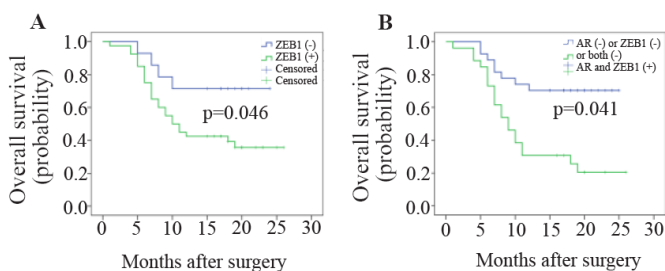 A
Overall survival
(probability)
1.0
0.8
0.6
0.4
0.2
0.0
ZEB1 (-)
ZEB1 (+)
Censored
Censored
p=0.046
0 5 10 15 20 25 30
Months after surgery
B
Overall survival
(probability)
1.0
0.8
0.6
0.4
0.2
0.0
AR (-) or ZEB1 (-)
or both (-)
AR and ZEB1 (+)
p=0.041
0 5 10 15 20 25 30
Months after surgery